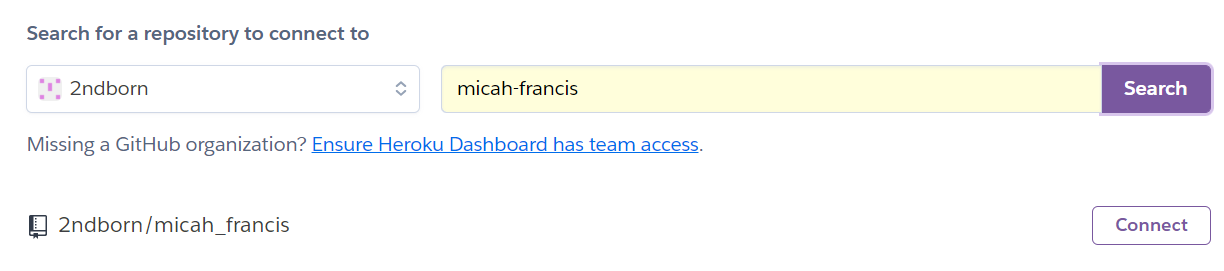 Search for a repository to connect to
2ndborn
micah-francis
Search
Missing a GitHub organization? Ensure Heroku Dashboard has team access.
2ndborn/micah_francis
Connect